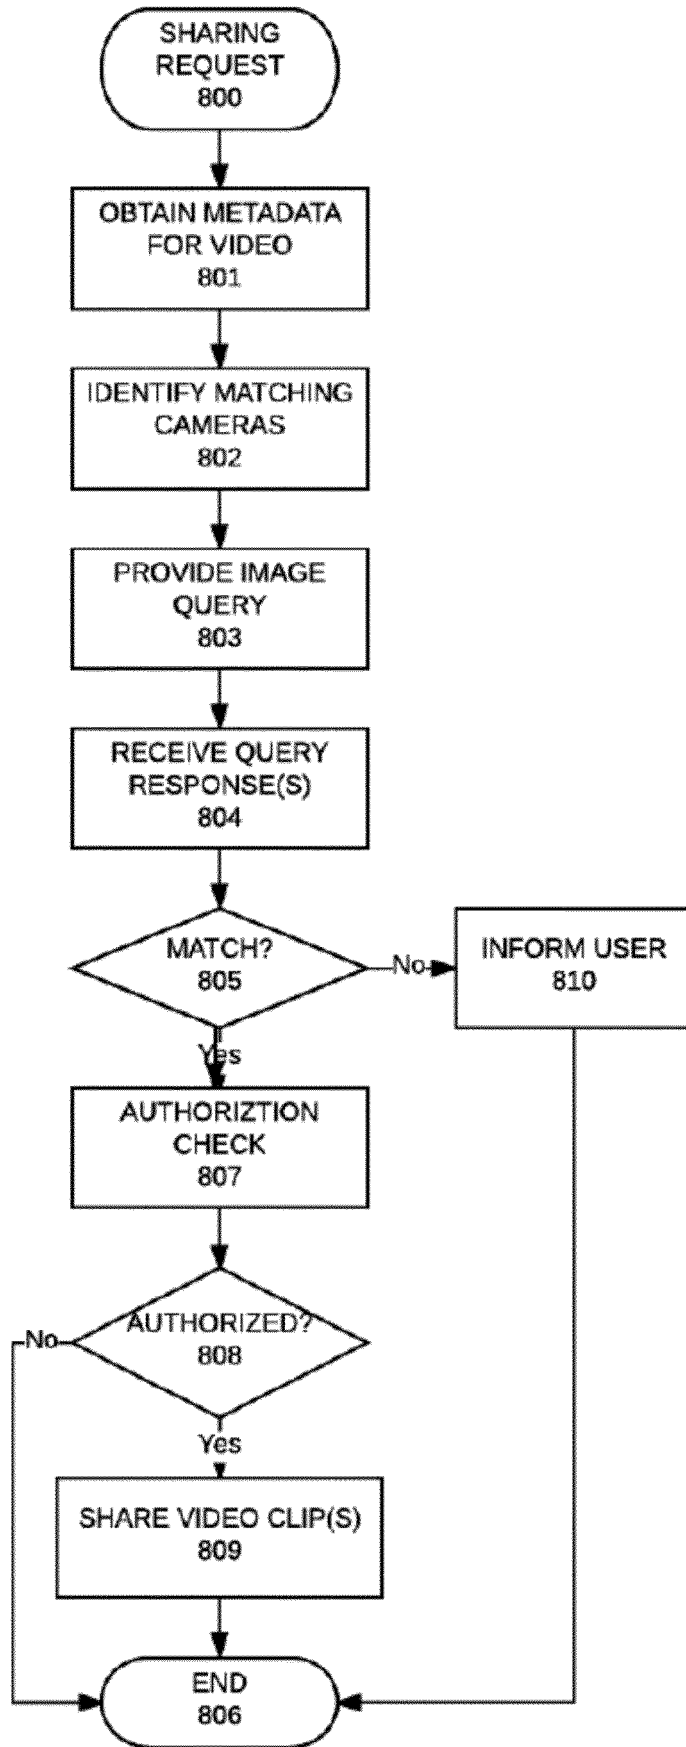 SHARING
REQUEST
800
OBTAIN METADATA
FOR VIDEO
801
IDENTIFY MATCHING
CAMERAS
802
PROVIDE IMAGE
QUERY
803
RECEIVE QUERY
RESPONSE(S)
804
MATCH?
805
No
INFORM USER
810
Yes
AUTHORIZTION
CHECK
807
AUTHORIZED?
808
No
Yes
SHARE VIDEO CLIP(S)
809
END
806